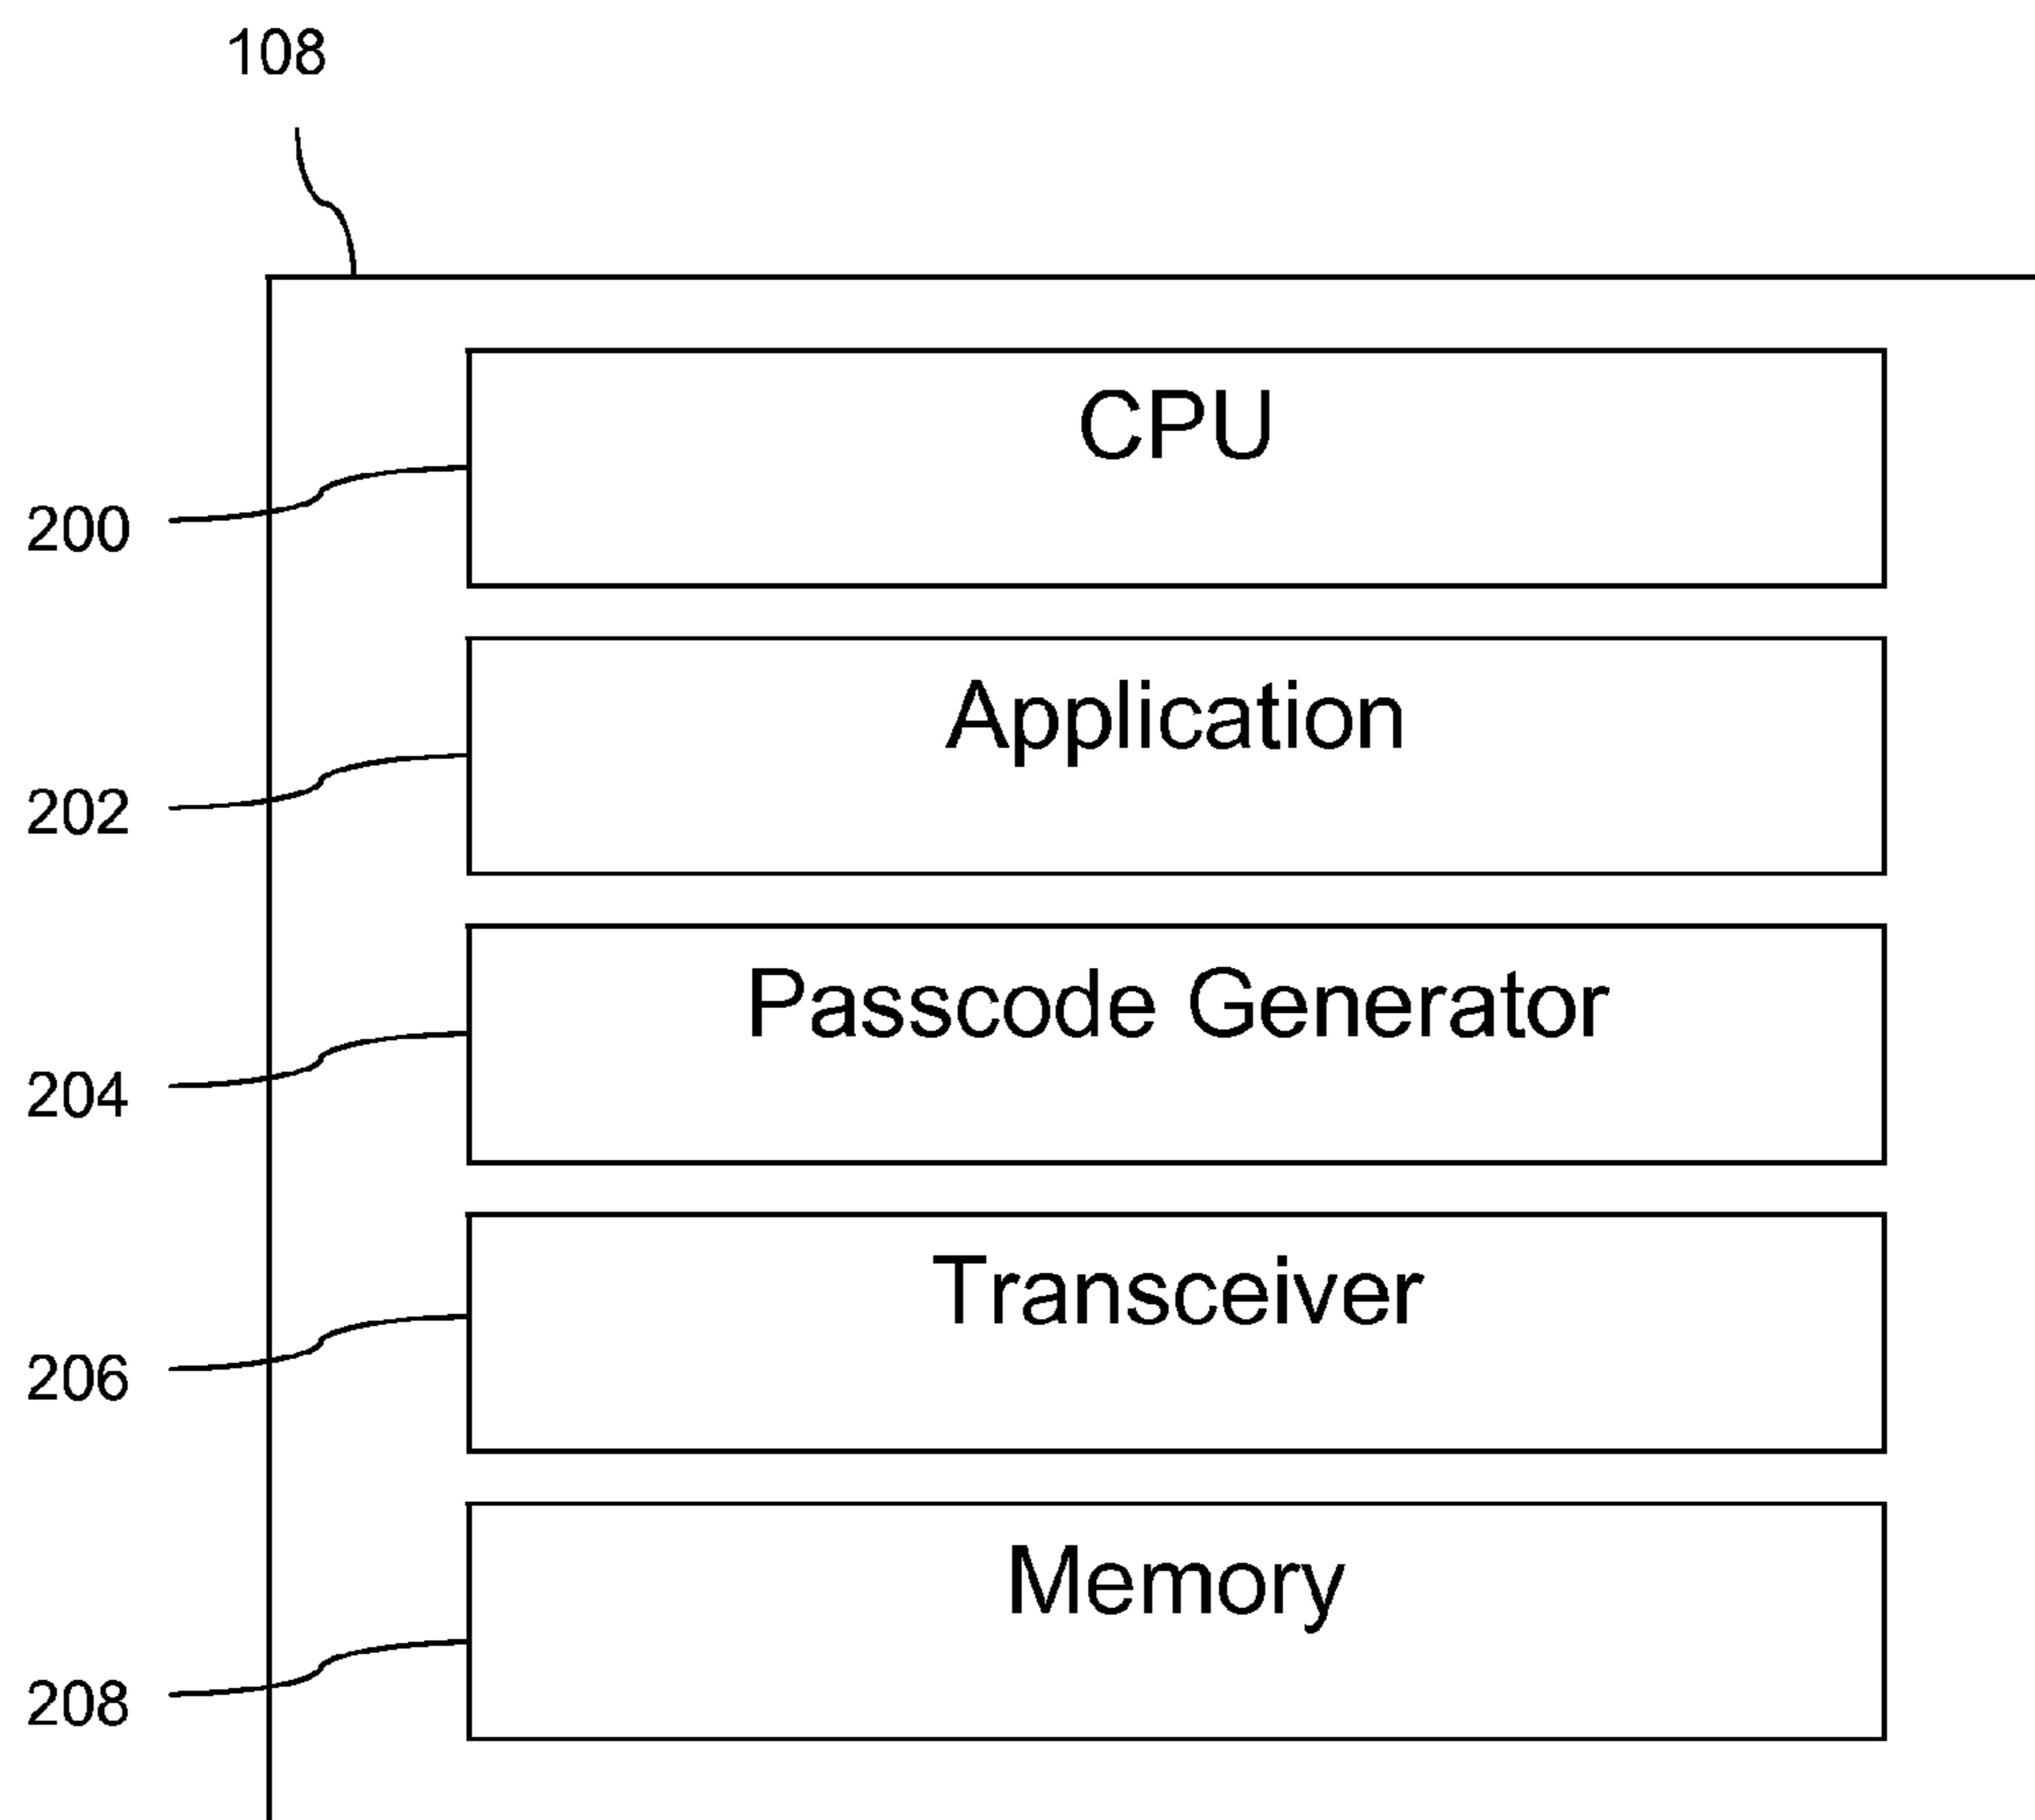 108
CPU
200
Application
202
Passcode Generator
204
Transceiver
206
Memory
208